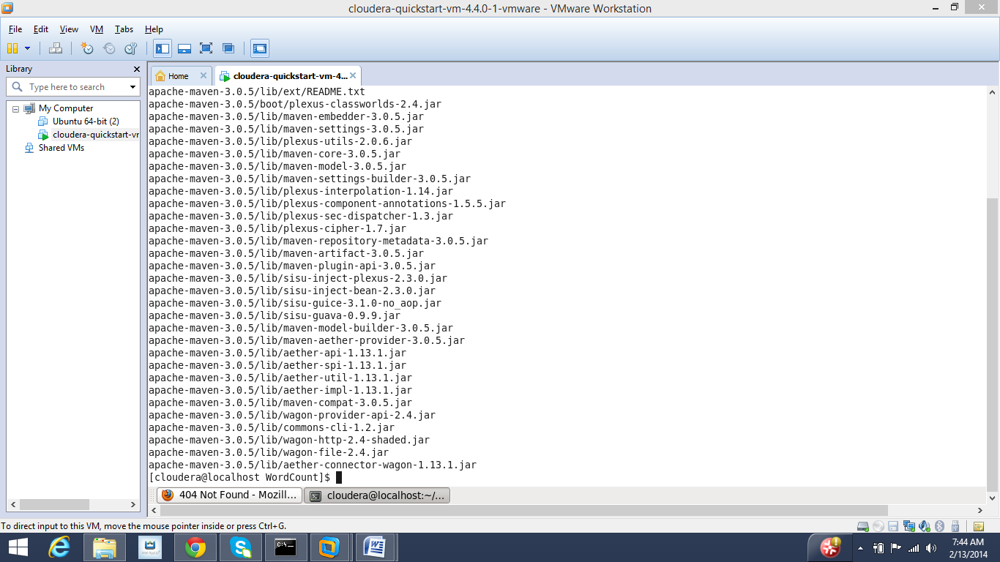 cloudera-quickstart-vm-4.4.0-1-vmware - VMware Workstation
File Edit View VM Tabs Help
Library
Type here to search
My Computer
Ubuntu 64-bit (2)
cloudera-quickstart-vr
Shared VMs
Home
cloudera-quickstart-vm-4...
apache-maven-3.0.5/lib/ext/README.txt
apache-maven-3.0.5/boot/plexus-classworlds-2.4.jar
apache-maven-3.0.5/lib/maven-embedder-3.0.5.jar
apache-maven-3.0.5/lib/maven-settings-3.0.5.jar
apache-maven-3.0.5/lib/plexus-utils-2.0.6.jar
apache-maven-3.0.5/lib/maven-core-3.0.5.jar
apache-maven-3.0.5/lib/maven-model-3.0.5.jar
apache-maven-3.0.5/lib/maven-settings-builder-3.0.5.jar
apache-maven-3.0.5/lib/plexus-interpolation-1.14.jar
apache-maven-3.0.5/lib/plexus-component-annotations-1.5.5.jar
apache-maven-3.0.5/lib/plexus-sec-dispatcher-1.3.jar
apache-maven-3.0.5/lib/plexus-cipher-1.7.jar
apache-maven-3.0.5/lib/maven-repository-metadata-3.0.5.jar
apache-maven-3.0.5/lib/maven-artifact-3.0.5.jar
apache-maven-3.0.5/lib/maven-plugin-api-3.0.5.jar
apache-maven-3.0.5/lib/sisu-inject-plexus-2.3.0.jar
apache-maven-3.0.5/lib/sisu-inject-bean-2.3.0.jar
apache-maven-3.0.5/lib/sisu-guice-3.1.0-no_aop.jar
apache-maven-3.0.5/lib/sisu-guava-0.9.9.jar
apache-maven-3.0.5/lib/maven-model-builder-3.0.5.jar
apache-maven-3.0.5/lib/maven-aether-provider-3.0.5.jar
apache-maven-3.0.5/lib/aether-api-1.13.1.jar
apache-maven-3.0.5/lib/aether-spi-1.13.1.jar
apache-maven-3.0.5/lib/aether-util-1.13.1.jar
apache-maven-3.0.5/lib/aether-impl-1.13.1.jar
apache-maven-3.0.5/lib/maven-compat-3.0.5.jar
apache-maven-3.0.5/lib/wagon-provider-api-2.4.jar
apache-maven-3.0.5/lib/commons-cli-1.2.jar
apache-maven-3.0.5/lib/wagon-http-2.4-shaded.jar
apache-maven-3.0.5/lib/wagon-file-2.4.jar
apache-maven-3.0.5/lib/aether-connector-wagon-1.13.1.jar
[cloudera@localhost WordCount]$
404 Not Found - Mozill...
cloudera@localhost:~/...
To direct input to this VM, move the mouse pointer inside or press Ctrl+G.
7:44 AM
2/13/2014